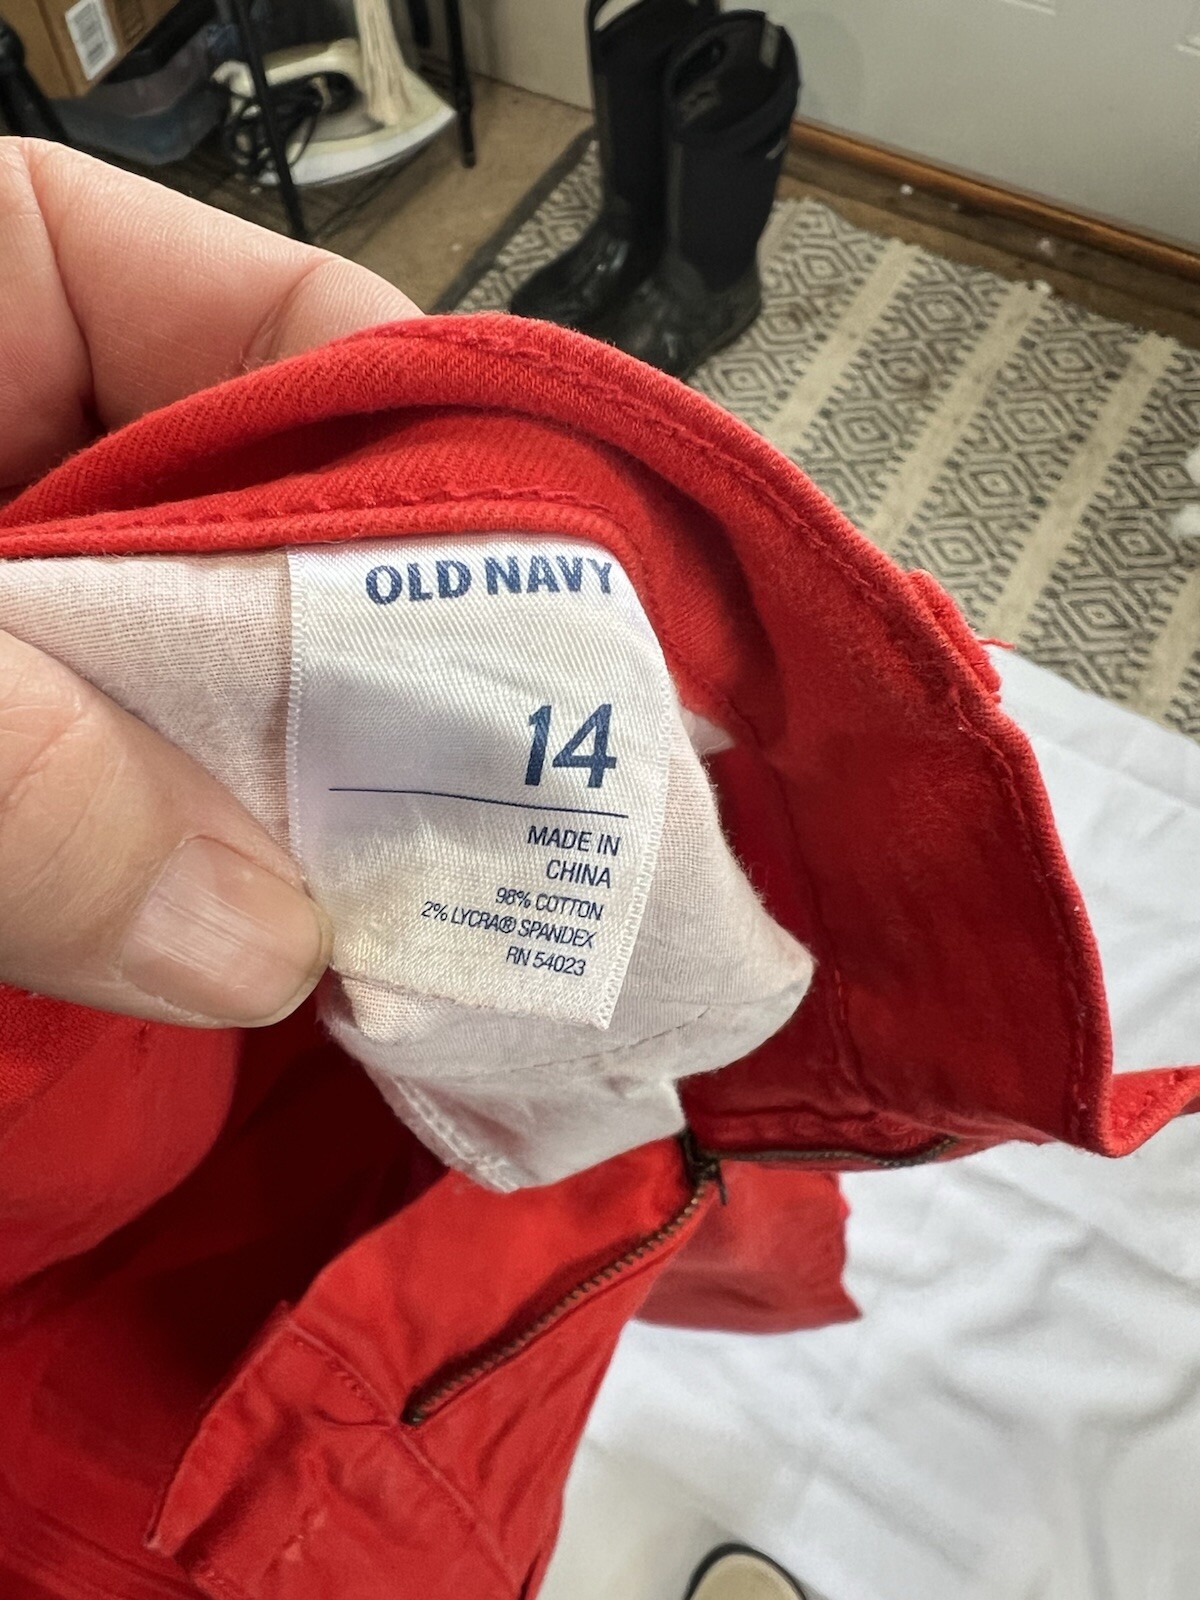 OLD NAVY
14
MADE IN
CHINA
98% COTTON
2% LYCRA® SPANDEX
RN 54023